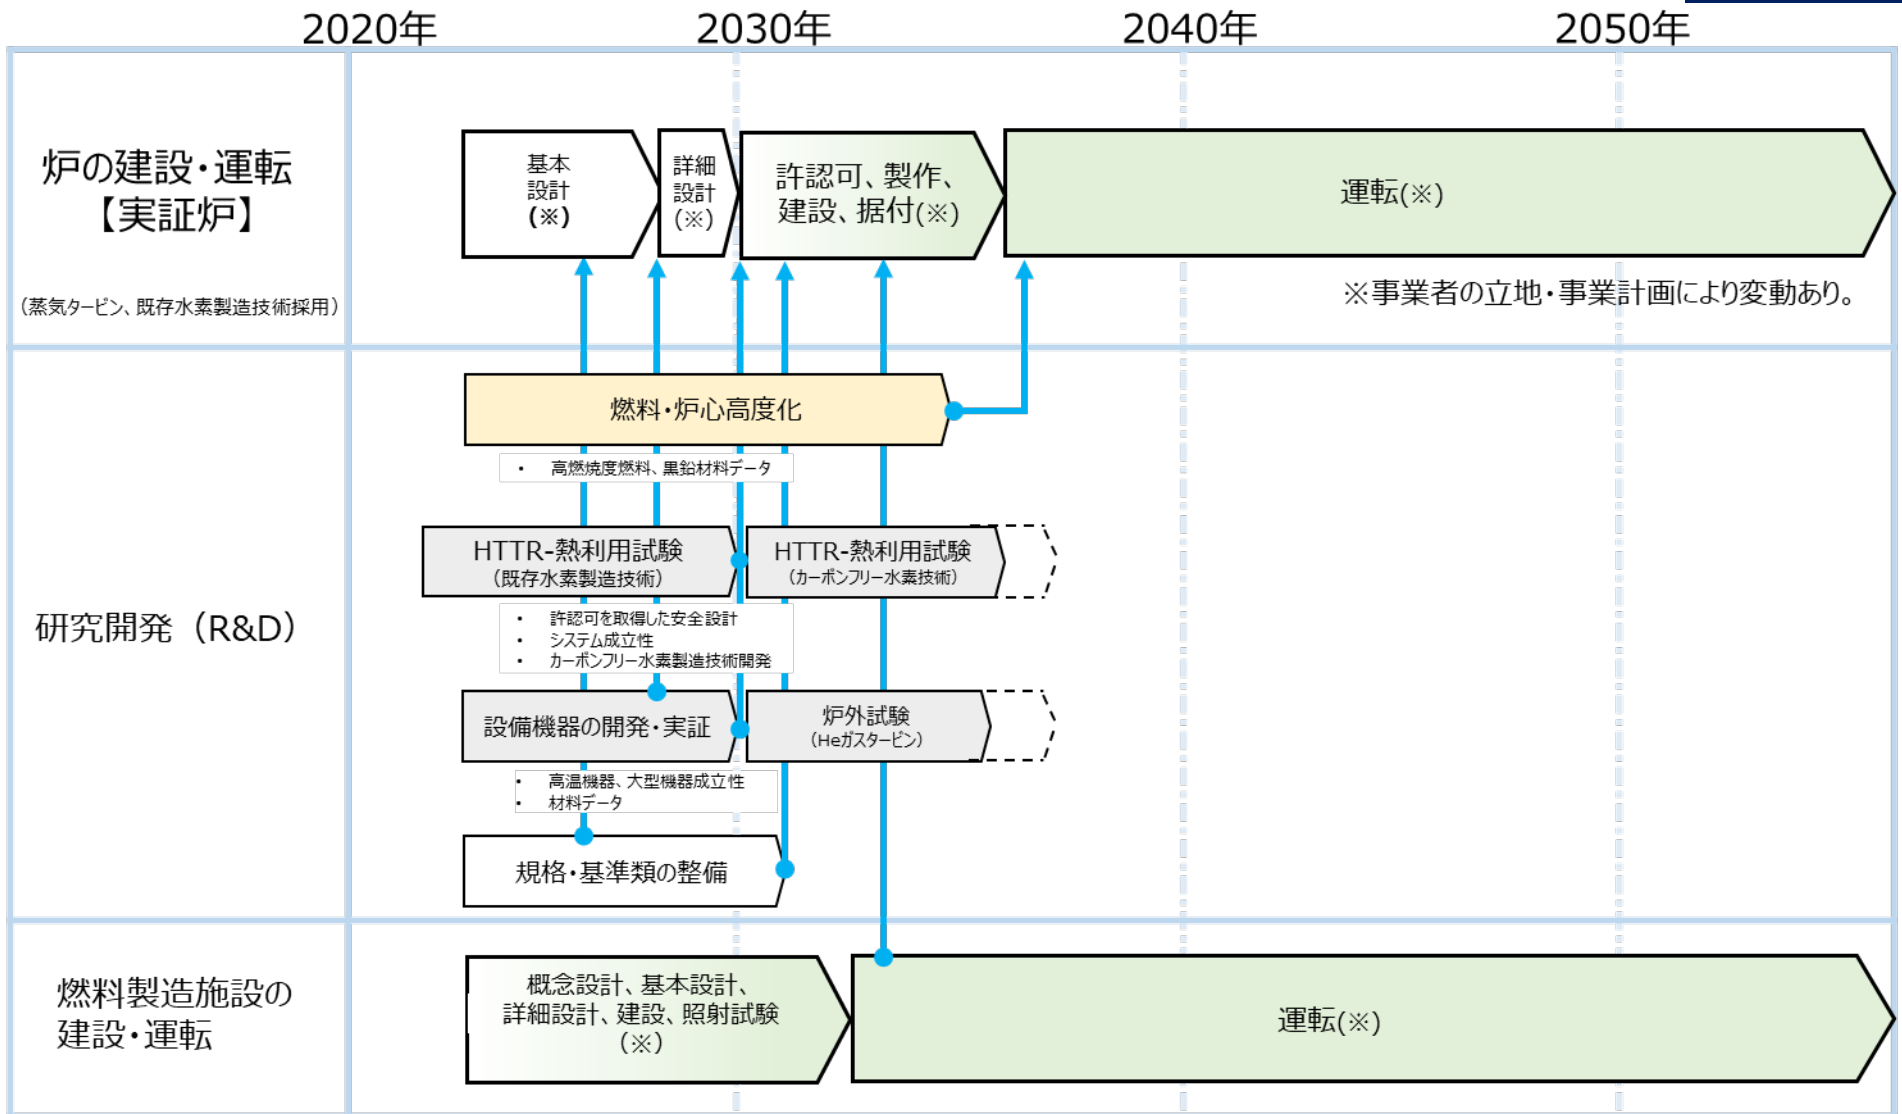 2020年
2030年
2040年
2050年
炉の建設・運転
【実証炉】
（蒸気タービン、既存水素製造技術採用）
基本
設計
(※)
詳細
設計
(※)
許認可、製作、
建設、据付(※)
運転(※)
※事業者の立地・事業計画により変動あり。
研究開発（R&D）
燃料・炉心高度化
• 高燃焼度燃料、黒鉛材料データ
HTTR-熱利用試験
（既存水素製造技術）
HTTR-熱利用試験
（カーボンフリー水素技術）
• 許認可を取得した安全設計
• システム成立性
• カーボンフリー水素製造技術開発
設備機器の開発・実証
炉外試験
（Heガスタービン）
• 高温機器、大型機器成立性
• 材料データ
規格・基準類の整備
燃料製造施設の
建設・運転
概念設計、基本設計、
詳細設計、建設、照射試験
（※）
運転(※)